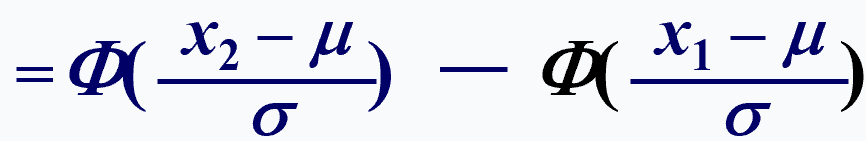 = Φ( (x₂ − μ) / σ ) − Φ( (x₁ − μ) / σ )